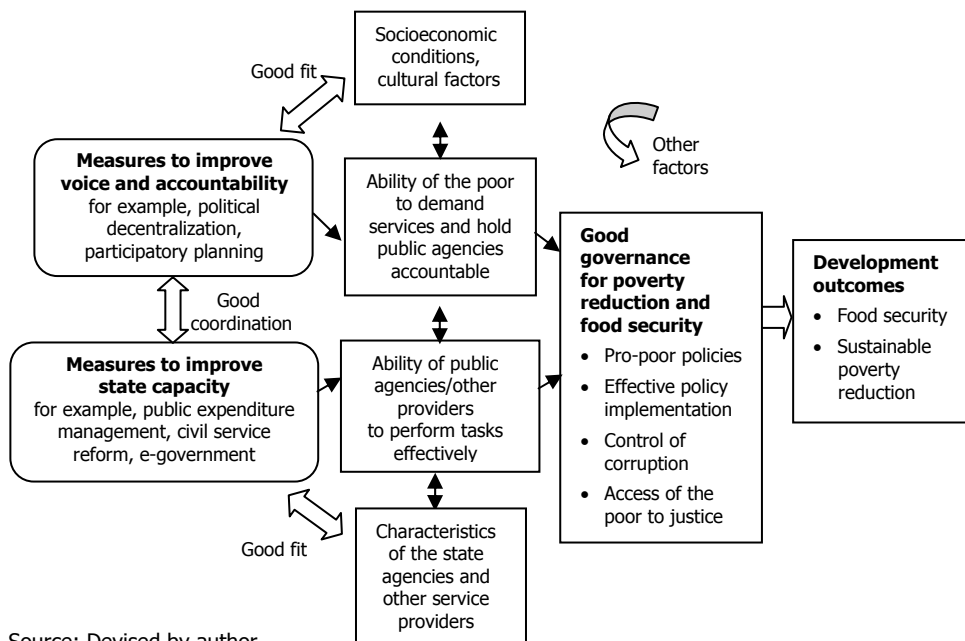 Socioeconomic
conditions,
cultural factors
Good fit
Other
factors
Measures to improve
voice and accountability
for example, political
decentralization,
participatory planning
Ability of the poor
to demand
services and hold
public agencies
accountable
Good
coordination
Measures to improve
state capacity
for example, public expenditure
management, civil service
reform, e-government
Ability of public
agencies/other
providers
to perform tasks
effectively
Good fit
Characteristics
of the state
agencies and
other service
providers
Good
governance
for poverty
reduction and
food security
• Pro-poor policies
• Effective policy
implementation
• Control of
corruption
• Access of the
poor to justice
Development
outcomes
• Food security
• Sustainable
poverty
reduction
Source: Devised by author